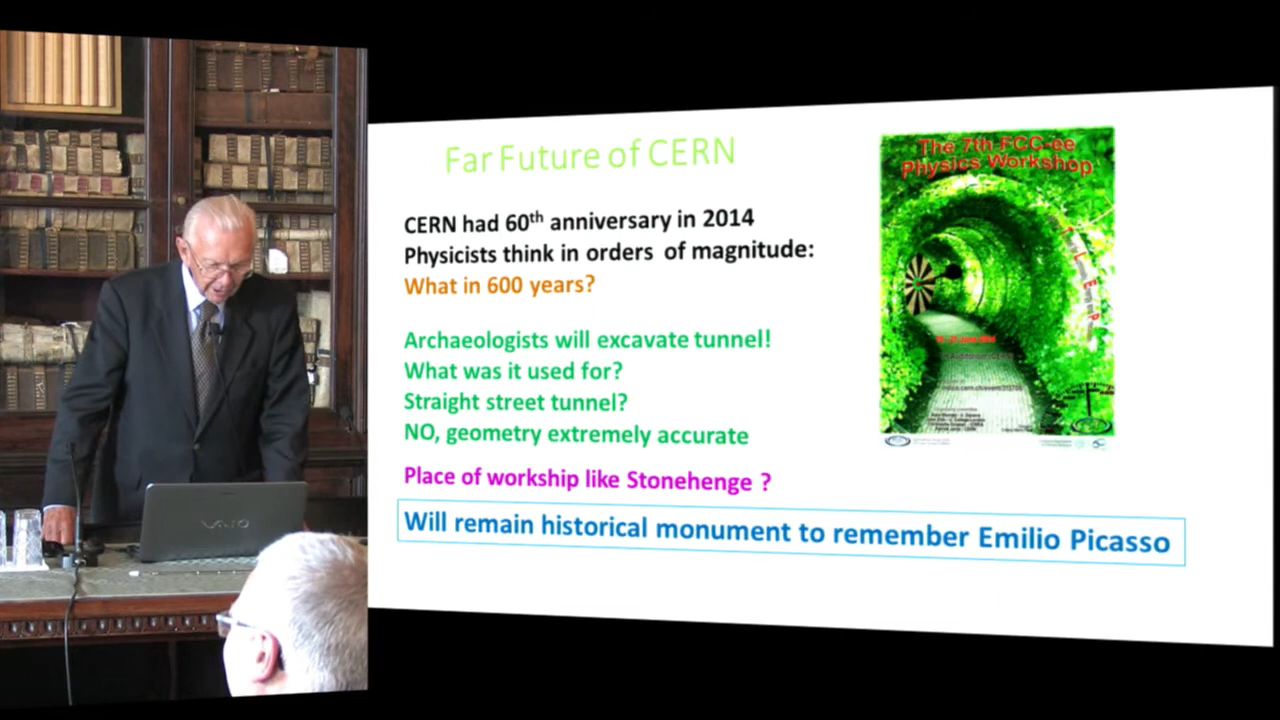 Far Future of CERN
CERN had 60th anniversary in 2014
Physicists think in orders of magnitude:
What in 600 years?
Archaeologists will excavate tunnel!
What was it used for?
Straight street tunnel?
NO, geometry extremely accurate
Place of workship like Stonehenge ?
Will remain historical monument to remember Emilio Picasso
The 7th FCC-ee
Physics Workshop
VAIO